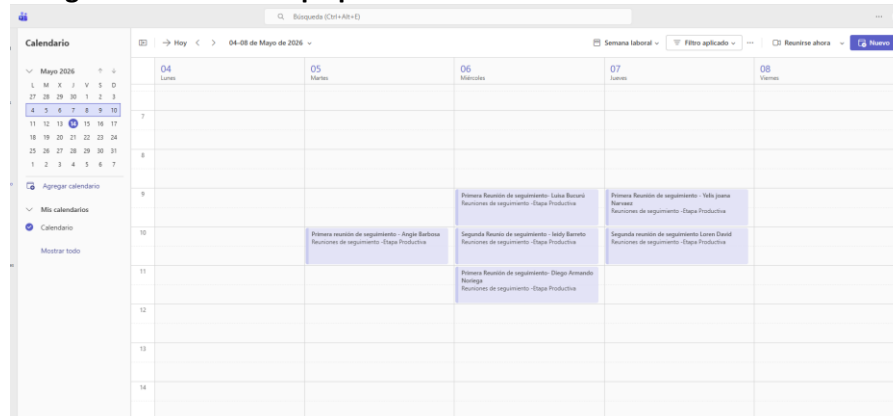 Búsqueda (Ctrl+Alt+E)
Calendario
Hoy
04–08 de Mayo de 2026
Semana laboral
Filtro aplicado
Reunirse ahora
Nuevo
Mayo 2026
L M X J V S D
27 28 29 30 1 2 3
4 5 6 7 8 9 10
11 12 13 14 15 16 17
18 19 20 21 22 23 24
25 26 27 28 29 30 31
1 2 3 4 5 6 7
Agregar calendario
Mis calendarios
Calendario
Mostrar todo
04
Lunes
05
Martes
06
Miércoles
07
Jueves
08
Viernes
7
8
9
10
11
12
13
14
Primera reunión de seguimiento - Angie Barbosa
Reuniones de seguimiento -Etapa Productiva
Primera Reunión de seguimiento- Luisa Bucurú
Reuniones de seguimiento -Etapa Productiva
Segunda Reunio de seguimiento - leidy Barreto
Reuniones de seguimiento -Etapa Productiva
Primera Reunión de seguimiento- Diego Armando
Noriega
Reuniones de seguimiento -Etapa Productiva
Primera Reunión de seguimiento - Yelis joana
Narvaez
Reuniones de seguimiento -Etapa Productiva
Segunda reunión de seguimiento Loren David
Reuniones de seguimiento -Etapa Productiva